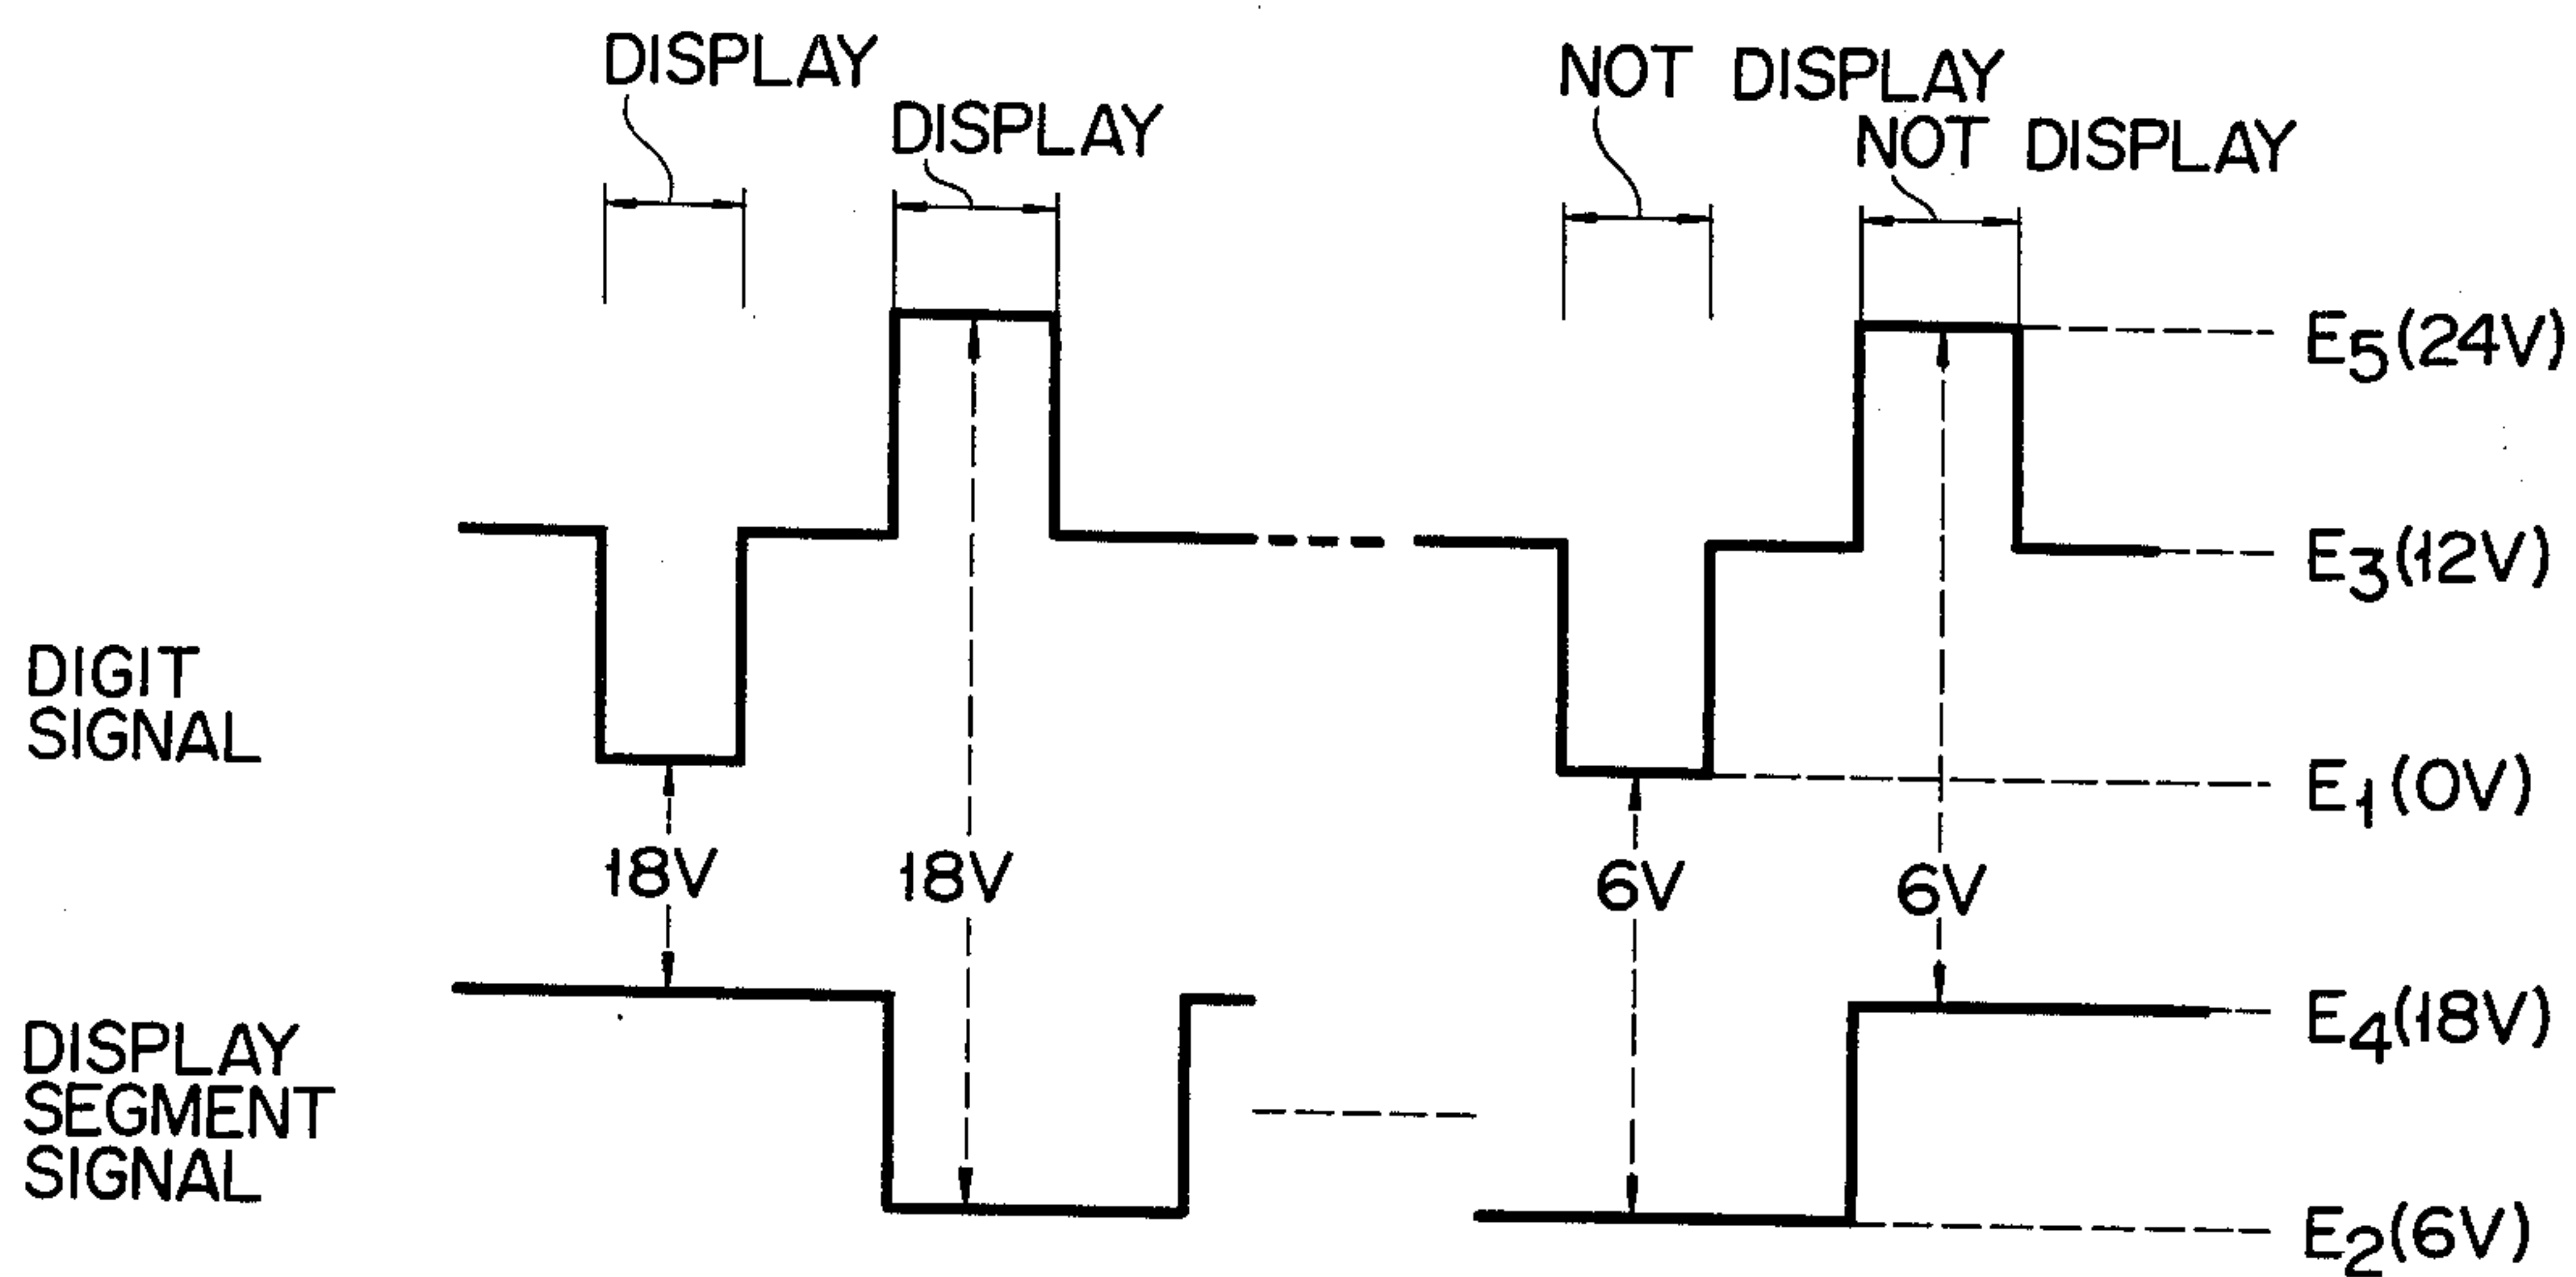 DISPLAY
DISPLAY
NOT DISPLAY
NOT DISPLAY
E5(24V)
E3(12V)
DIGIT
SIGNAL
E1(0V)
18V
18V
6V
6V
DISPLAY
SEGMENT
SIGNAL
E4(18V)
E2(6V)